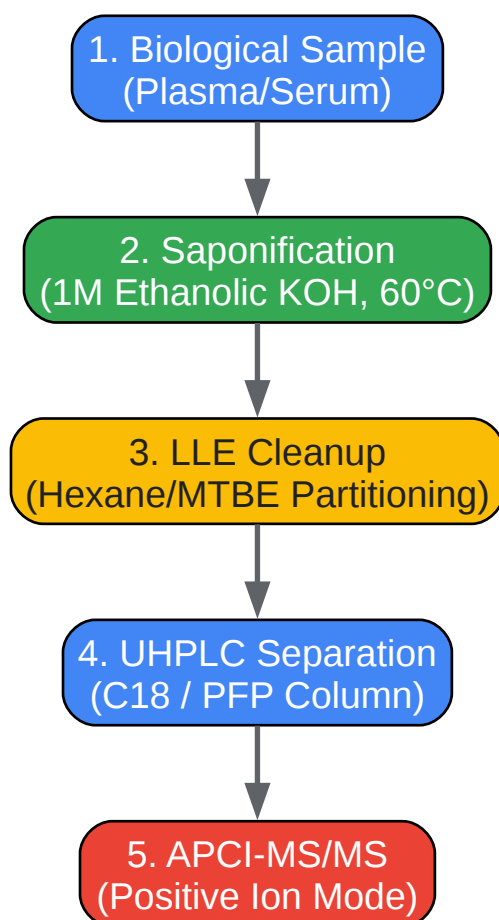 1. Biological Sample
(Plasma/Serum)
2. Saponification
(1M Ethanolic KOH, 60°C)
3. LLE Cleanup
(Hexane/MTBE Partitioning)
4. UHPLC Separation
(C18 / PFP Column)
5. APCI-MS/MS
(Positive Ion Mode)